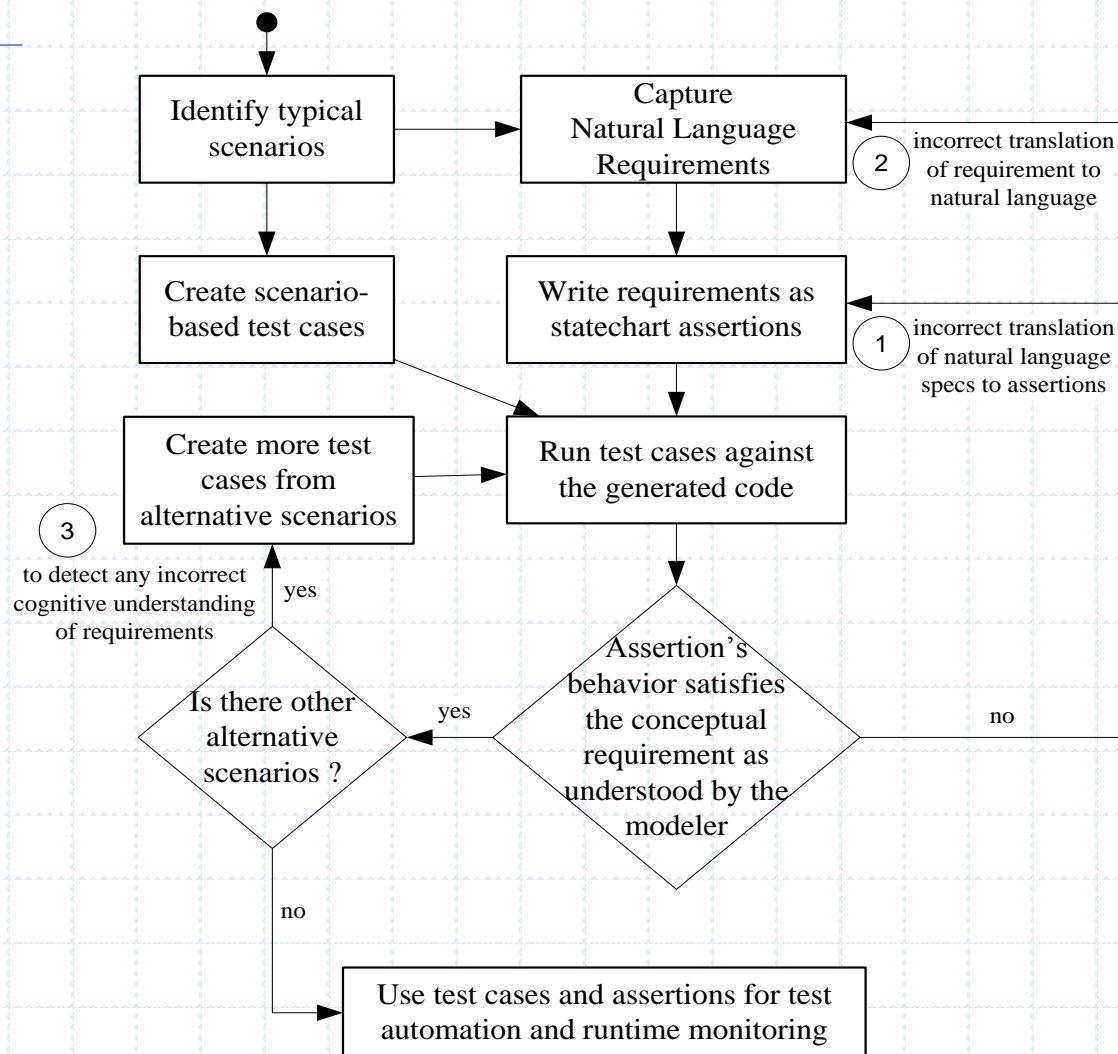 Identify typical
scenarios
Capture
Natural Language
Requirements
2
incorrect translation
of requirement to
natural language
Create scenario-
based test cases
Write requirements as
statechart assertions
1
incorrect translation
of natural language
specs to assertions
Create more test
cases from
alternative scenarios
Run test cases against
the generated code
3
to detect any incorrect
cognitive understanding
of requirements
yes
Assertion's
behavior satisfies
the conceptual
requirement as
understood by the
modeler
yes
no
Is there other
alternative
scenarios ?
no
Use test cases and assertions for test
automation and runtime monitoring